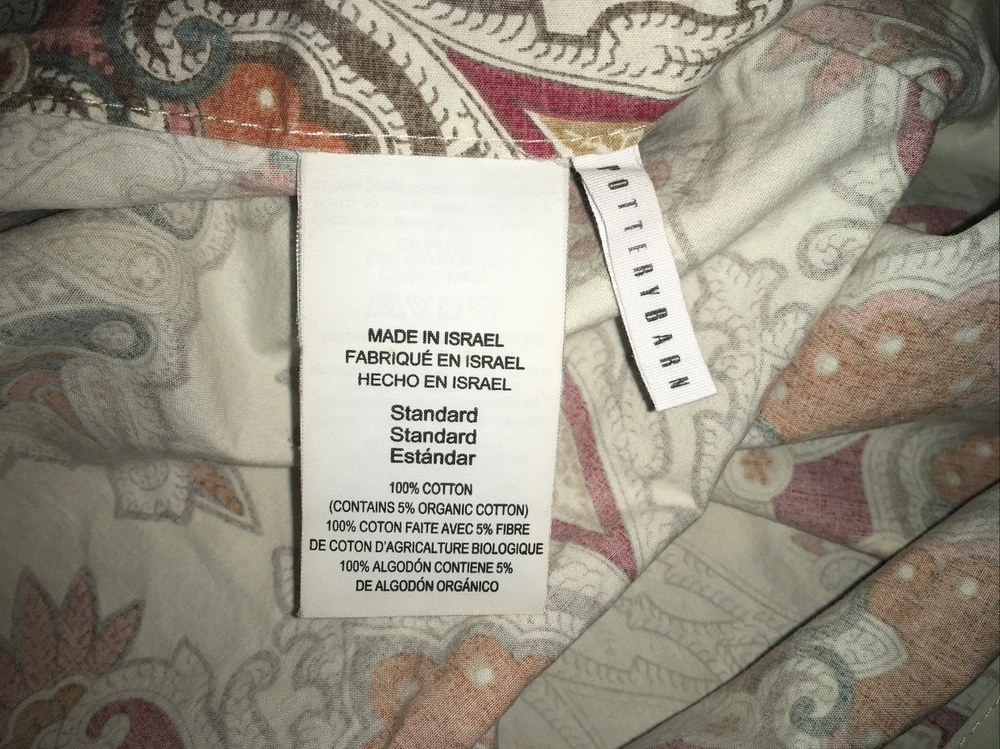 MADE IN ISRAEL
FABRIQUÉ EN ISRAEL
HECHO EN ISRAEL
Standard
Standard
Estándar
100% COTTON
(CONTAINS 5% ORGANIC COTTON)
100% COTON FAITE AVEC 5% FIBRE
DE COTON D'AGRICALTURE BIOLOGIQUE
100% ALGODÓN CONTIENE 5%
DE ALGODÓN ORGÁNICO
POTTERYBARN